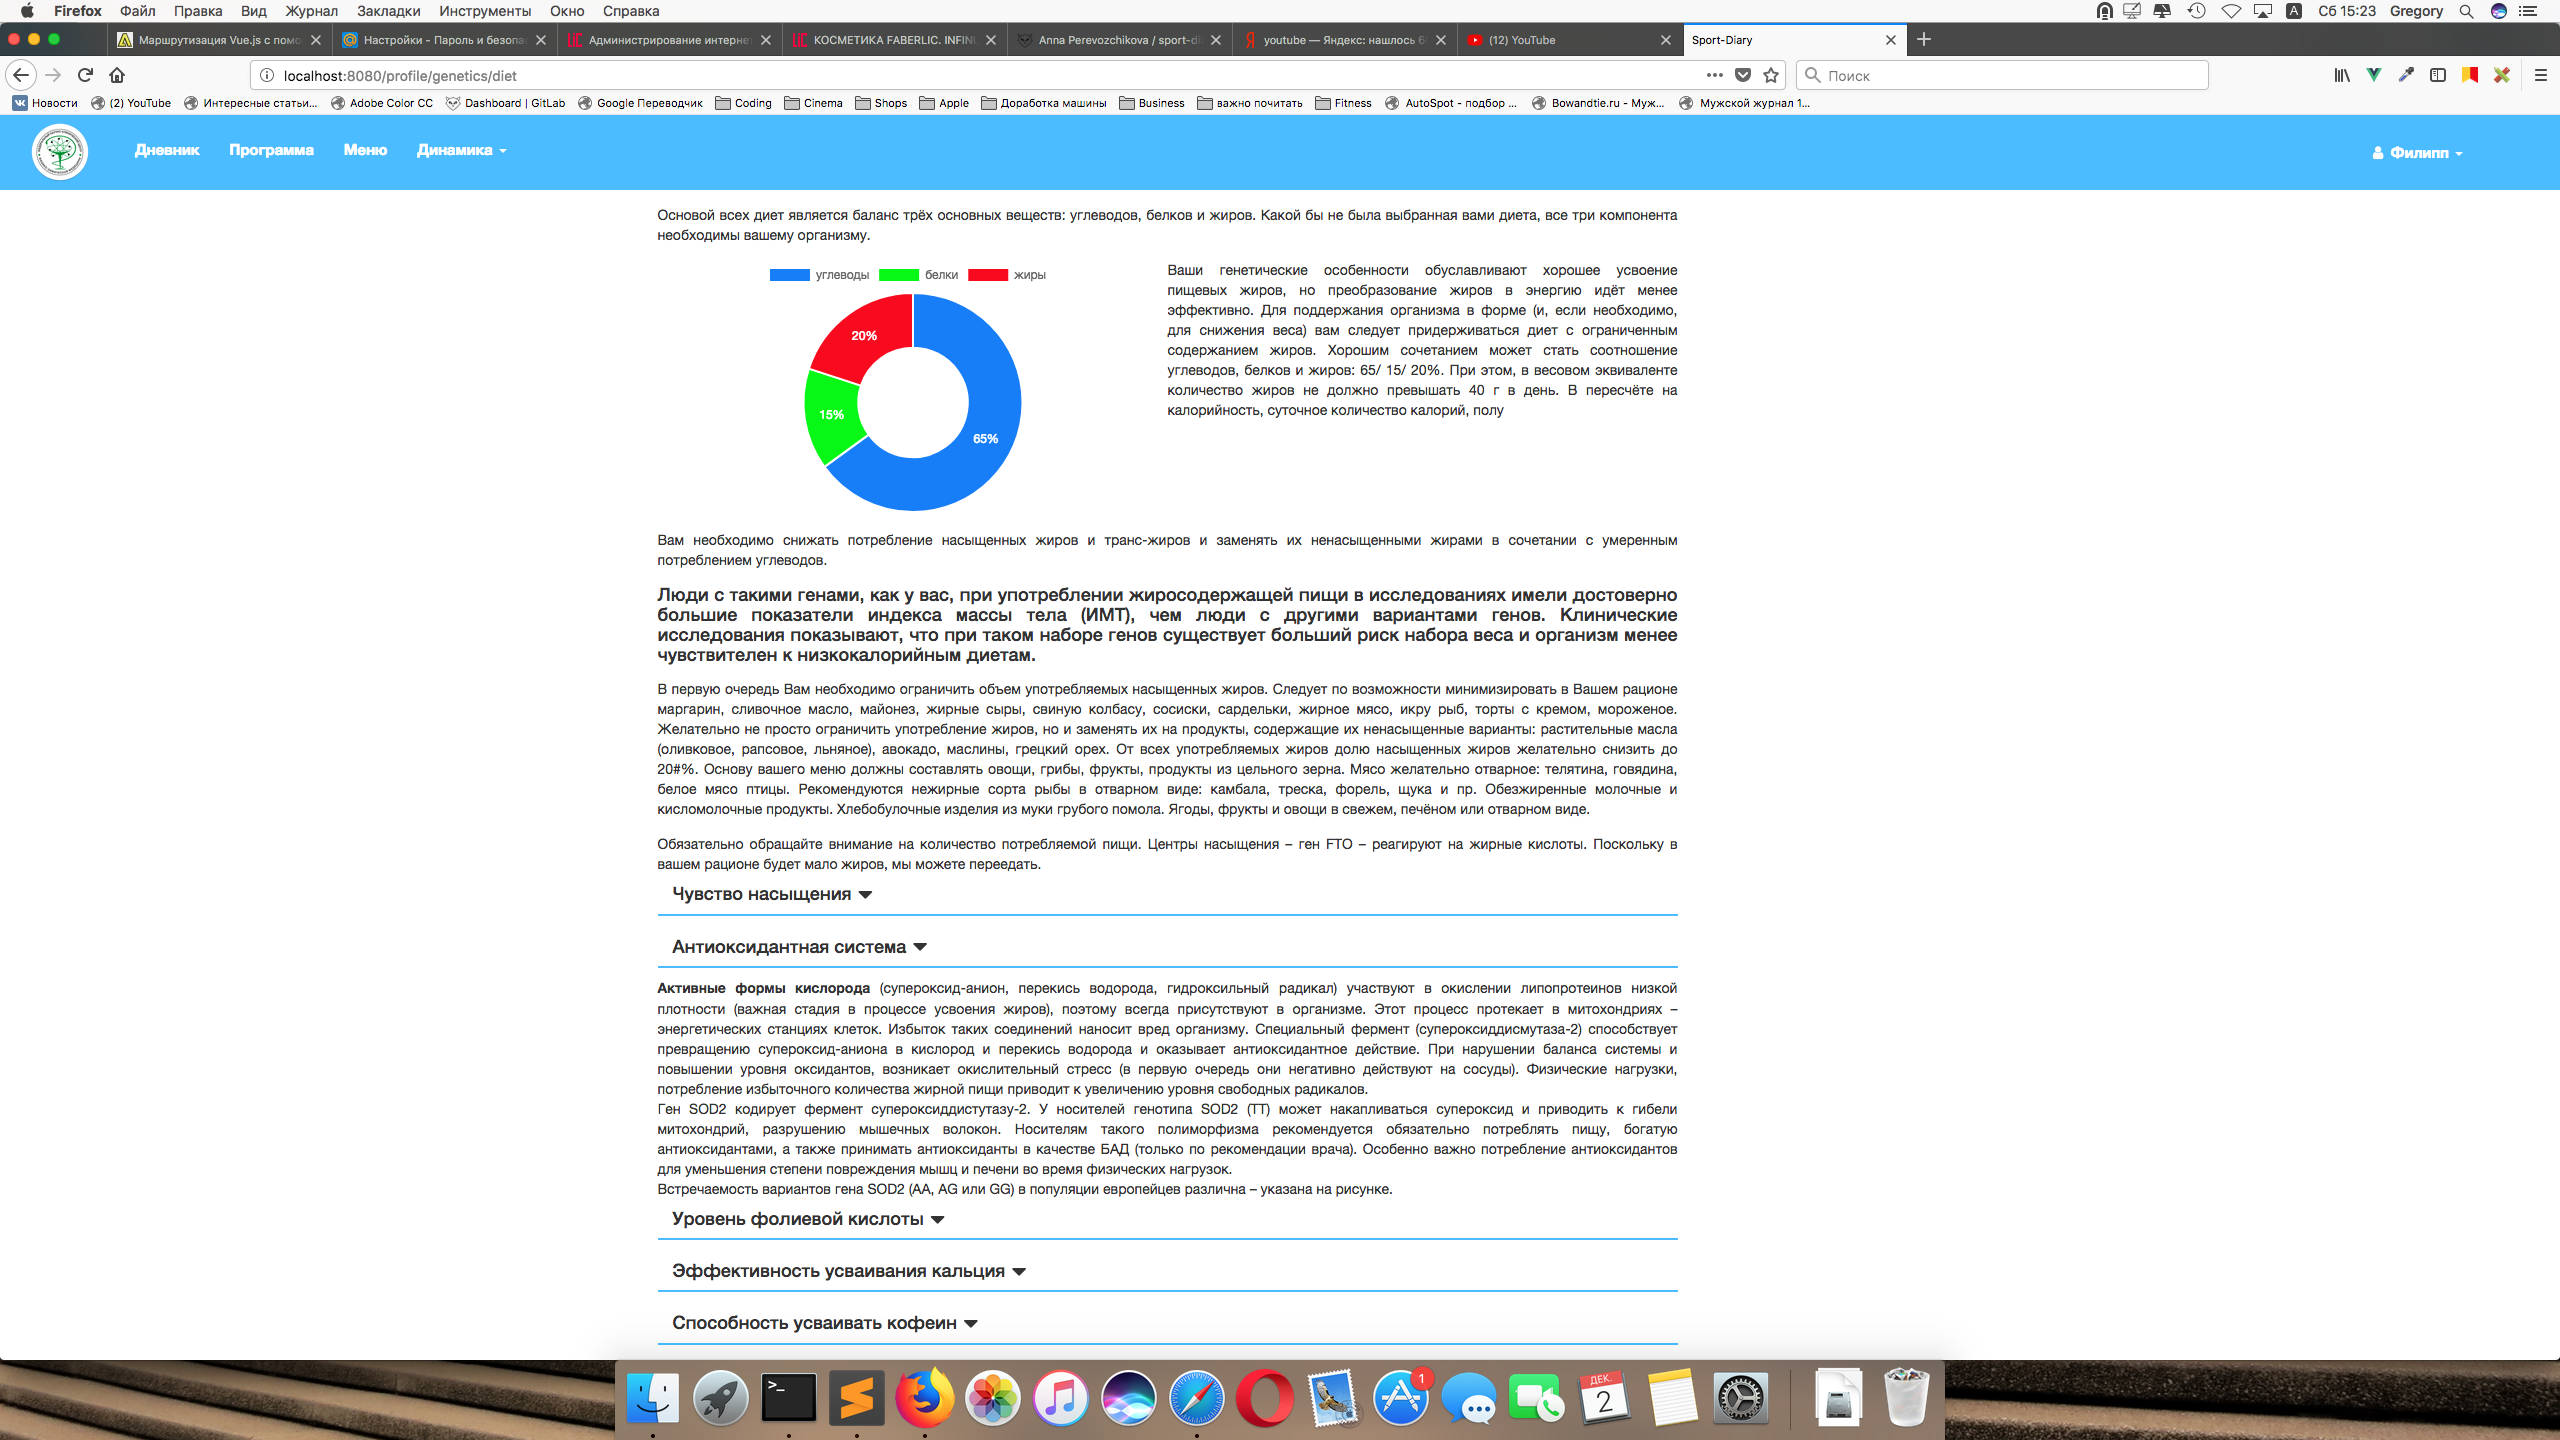 Firefox Файл Правка Вид Журнал Закладки Инструменты Окно Справка Сб 15:23 Gregory
Маршрутизация Vue.js с помо Настройки - Пароль и безопа Администрирование интернет КОСМЕТИКА FABERLIC. INFINU Anna Perevozchikova / sport-di youtube — Яндекс: нашлось 6 (12) YouTube Sport-Diary
localhost:8080/profile/genetics/diet Поиск
Новости (2) YouTube Интересные статьи... Adobe Color CC Dashboard | GitLab Google Переводчик Coding Cinema Shops Apple Доработка машины Business важно почитать Fitness AutoSpot - подбор ... Bowandtie.ru - Муж... Мужской журнал 1...
Дневник Программа Меню Динамика Филипп
Основой всех диет является баланс трёх основных веществ: углеводов, белков и жиров. Какой бы не была выбранная вами диета, все три компонента
необходимы вашему организму.
углеводы белки жиры
20%
15%
65%
Ваши генетические особенности обуславливают хорошее усвоение
пищевых жиров, но преобразование жиров в энергию идёт менее
эффективно. Для поддержания организма в форме (и, если необходимо,
для снижения веса) вам следует придерживаться диет с ограниченным
содержанием жиров. Хорошим сочетанием может стать соотношение
углеводов, белков и жиров: 65/ 15/ 20%. При этом, в весовом эквиваленте
количество жиров не должно превышать 40 г в день. В пересчёте на
калорийность, суточное количество калорий, полу
Вам необходимо снижать потребление насыщенных жиров и транс-жиров и заменять их ненасыщенными жирами в сочетании с умеренным
потреблением углеводов.
Люди с такими генами, как у вас, при употреблении жиросодержащей пищи в исследованиях имели достоверно
большие показатели индекса массы тела (ИМТ), чем люди с другими вариантами генов. Клинические
исследования показывают, что при таком наборе генов существует больший риск набора веса и организм менее
чувствителен к низкокалорийным диетам.
В первую очередь Вам необходимо ограничить объем употребляемых насыщенных жиров. Следует по возможности минимизировать в Вашем рационе
маргарин, сливочное масло, майонез, жирные сыры, свиную колбасу, сосиски, сардельки, жирное мясо, икру рыб, торты с кремом, мороженое.
Желательно не просто ограничить употребление жиров, но и заменять их на продукты, содержащие их ненасыщенные варианты: растительные масла
(оливковое, рапсовое, льняное), авокадо, маслины, грецкий орех. От всех употребляемых жиров долю насыщенных жиров желательно снизить до
20#%. Основу вашего меню должны составлять овощи, грибы, фрукты, продукты из цельного зерна. Мясо желательно отварное: телятина, говядина,
белое мясо птицы. Рекомендуются нежирные сорта рыбы в отварном виде: камбала, треска, форель, щука и пр. Обезжиренные молочные и
кисломолочные продукты. Хлебобулочные изделия из муки грубого помола. Ягоды, фрукты и овощи в свежем, печёном или отварном виде.
Обязательно обращайте внимание на количество потребляемой пищи. Центры насыщения – ген FTO – реагируют на жирные кислоты. Поскольку в
вашем рационе будет мало жиров, мы можете переедать.
Чувство насыщения
Антиоксидантная система
Активные формы кислорода (супероксид-анион, перекись водорода, гидроксильный радикал) участвуют в окислении липопротеинов низкой
плотности (важная стадия в процессе усвоения жиров), поэтому всегда присутствуют в организме. Этот процесс протекает в митохондриях –
энергетических станциях клеток. Избыток таких соединений наносит вред организму. Специальный фермент (супероксиддисмутаза-2) способствует
превращению супероксид-аниона в кислород и перекись водорода и оказывает антиоксидантное действие. При нарушении баланса системы и
повышении уровня оксидантов, возникает окислительный стресс (в первую очередь они негативно действуют на сосуды). Физические нагрузки,
потребление избыточного количества жирной пищи приводит к увеличению уровня свободных радикалов.
Ген SOD2 кодирует фермент супероксиддистутазу-2. У носителей генотипа SOD2 (TT) может накапливаться супероксид и приводить к гибели
митохондрий, разрушению мышечных волокон. Носителям такого полиморфизма рекомендуется обязательно потреблять пищу, богатую
антиоксидантами, а также принимать антиоксиданты в качестве БАД (только по рекомендации врача). Особенно важно потребление антиоксидантов
для уменьшения степени повреждения мышц и печени во время физических нагрузок.
Встречаемость вариантов гена SOD2 (AA, AG или GG) в популяции европейцев различна – указана на рисунке.
Уровень фолиевой кислоты
Эффективность усваивания кальция
Способность усваивать кофеин
1
ДЕК.
2